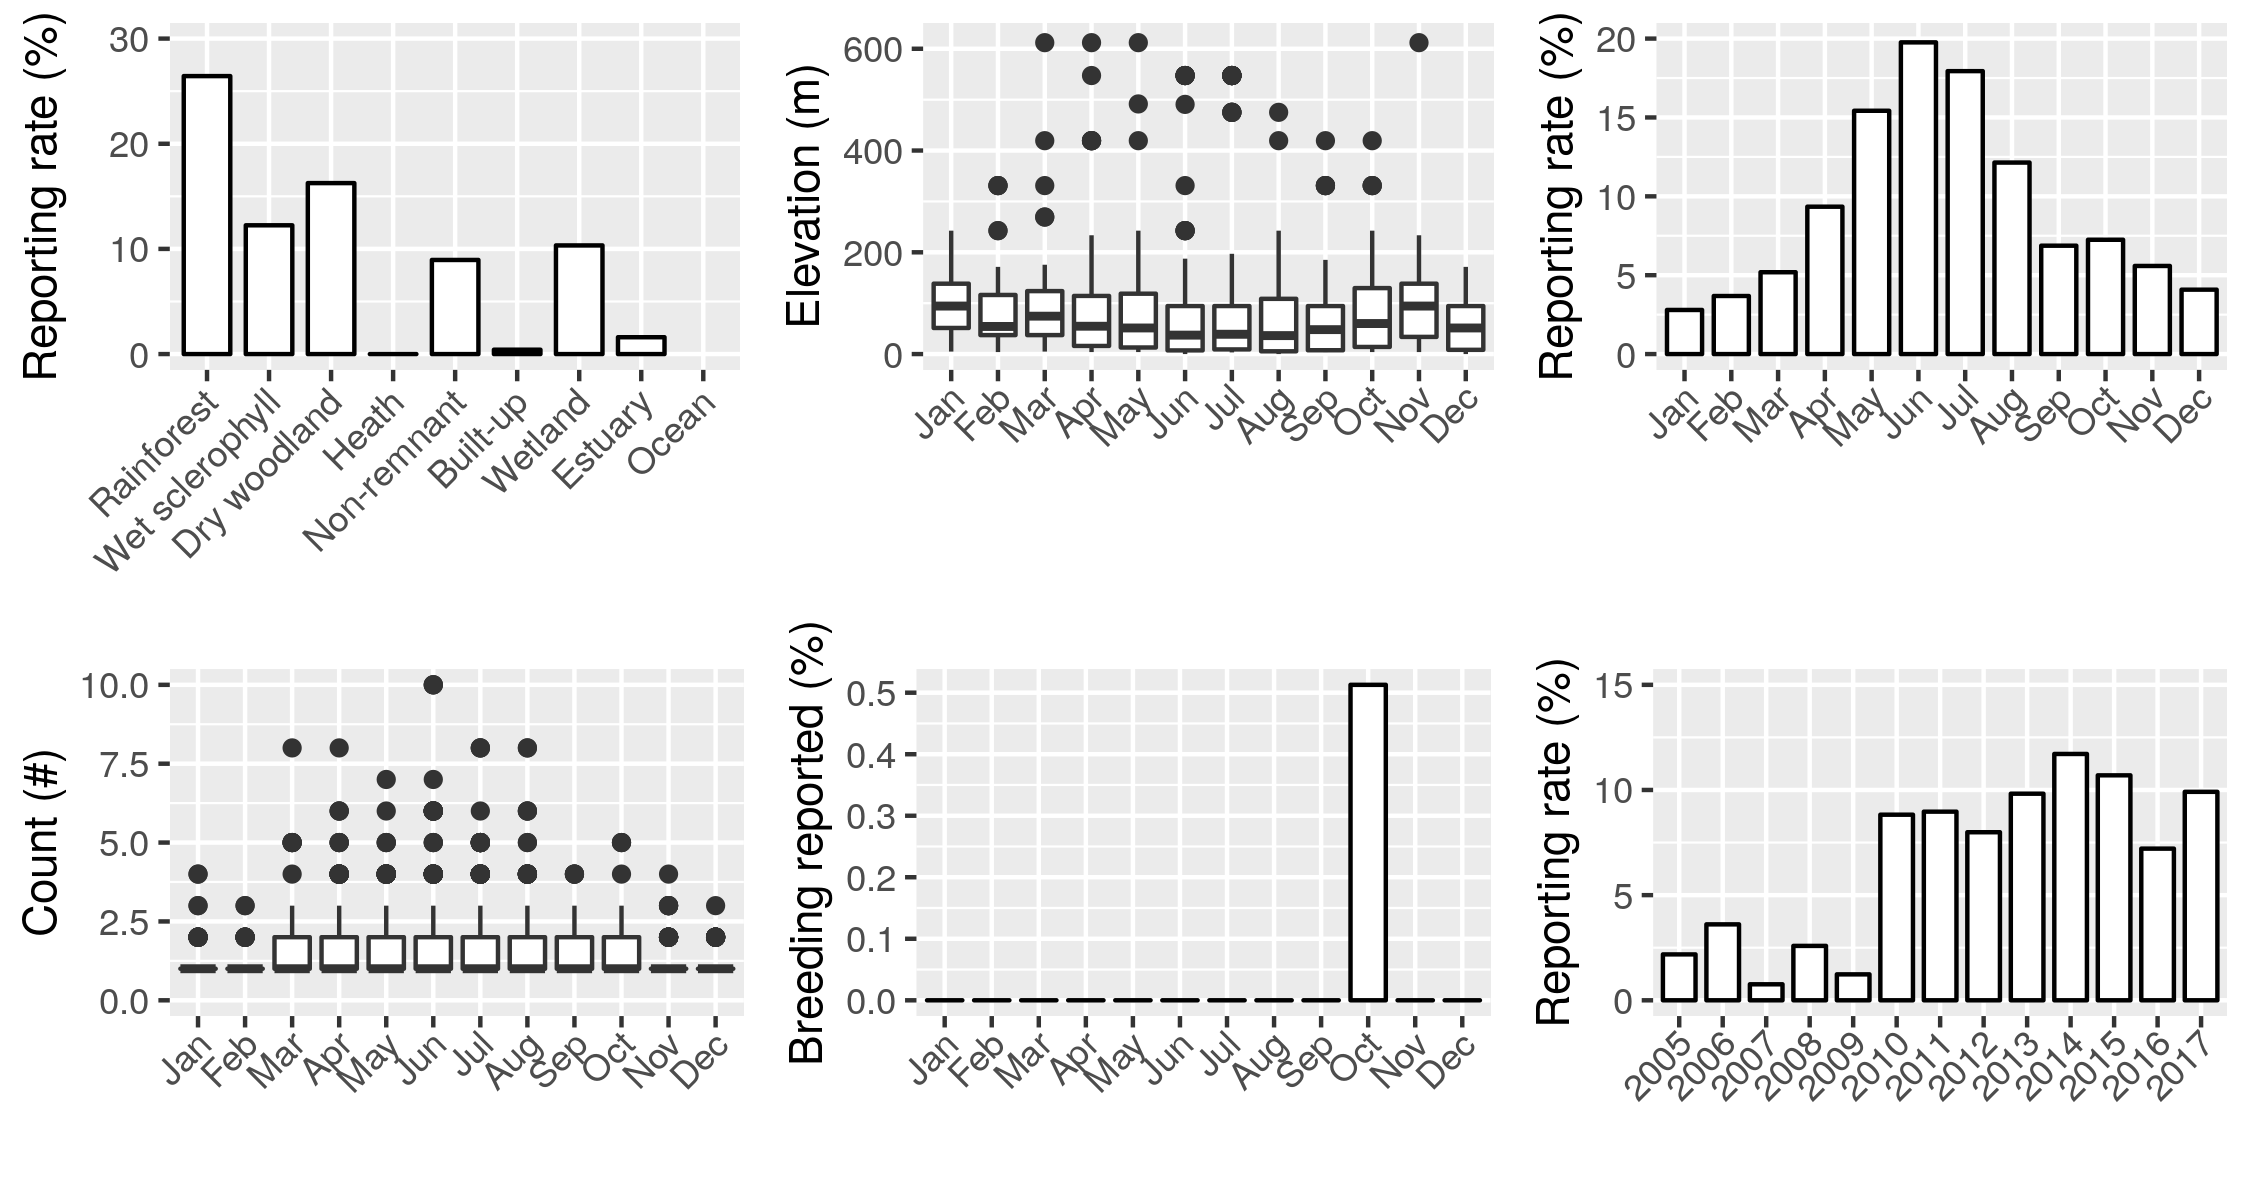 Reporting rate (%)
30
20
10
0
Rainforest
Wet sclerophyll
Dry woodland
Heath
Non-remnant
Built-up
Wetland
Estuary
Ocean
Elevation (m)
600
400
200
0
Jan
Feb
Mar
Apr
May
Jun
Jul
Aug
Sep
Oct
Nov
Dec
Reporting rate (%)
20
15
10
5
0
Jan
Feb
Mar
Apr
May
Jun
Jul
Aug
Sep
Oct
Nov
Dec
Count (#)
10.0
7.5
5.0
2.5
0.0
Jan
Feb
Mar
Apr
May
Jun
Jul
Aug
Sep
Oct
Nov
Dec
Breeding reported (%)
0.5
0.4
0.3
0.2
0.1
0.0
Jan
Feb
Mar
Apr
May
Jun
Jul
Aug
Sep
Oct
Nov
Dec
Reporting rate (%)
15
10
5
0
2005
2006
2007
2008
2009
2010
2011
2012
2013
2014
2015
2016
2017